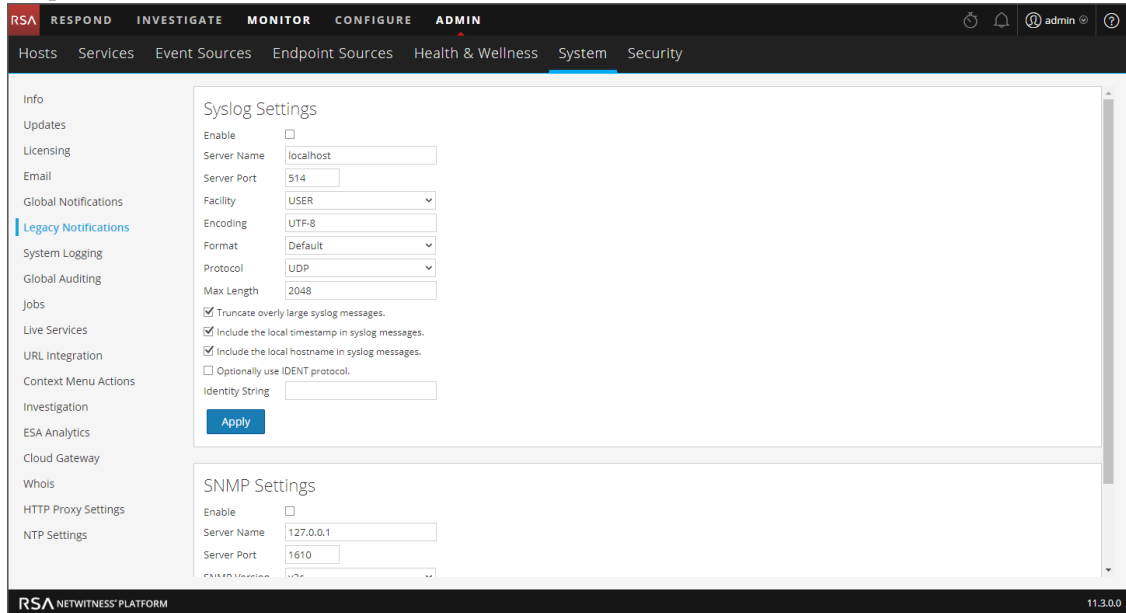 RSA RESPOND INVESTIGATE MONITOR CONFIGURE ADMIN admin
Hosts Services Event Sources Endpoint Sources Health & Wellness System Security
Info
Updates
Licensing
Email
Global Notifications
Legacy Notifications
System Logging
Global Auditing
Jobs
Live Services
URL Integration
Context Menu Actions
Investigation
ESA Analytics
Cloud Gateway
Whois
HTTP Proxy Settings
NTP Settings
Syslog Settings
Enable
Server Name localhost
Server Port 514
Facility USER
Encoding UTF-8
Format Default
Protocol UDP
Max Length 2048
Truncate overly large syslog messages.
Include the local timestamp in syslog messages.
Include the local hostname in syslog messages.
Optionally use IDENT protocol.
Identity String
Apply
SNMP Settings
Enable
Server Name 127.0.0.1
Server Port 1610
SNMP Version v2c
RSA NETWITNESS® PLATFORM 11.3.0.0